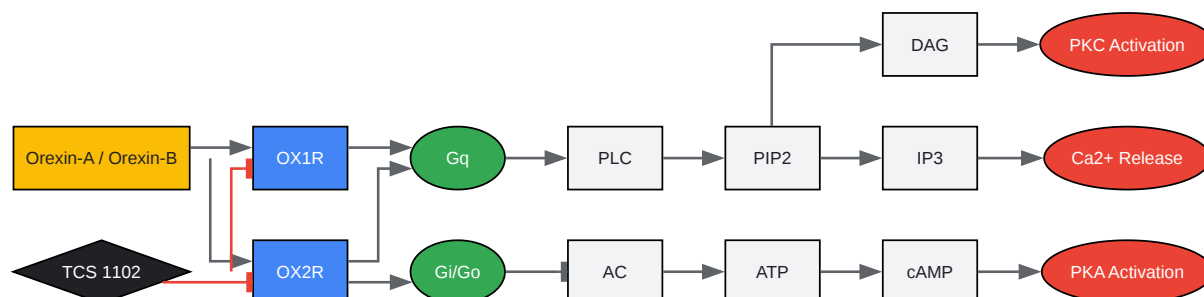 DAG
PKC Activation
Orexin-A / Orexin-B
OX1R
Gq
PLC
PIP2
IP3
Ca2+ Release
TCS 1102
OX2R
Gi/Go
AC
ATP
cAMP
PKA Activation